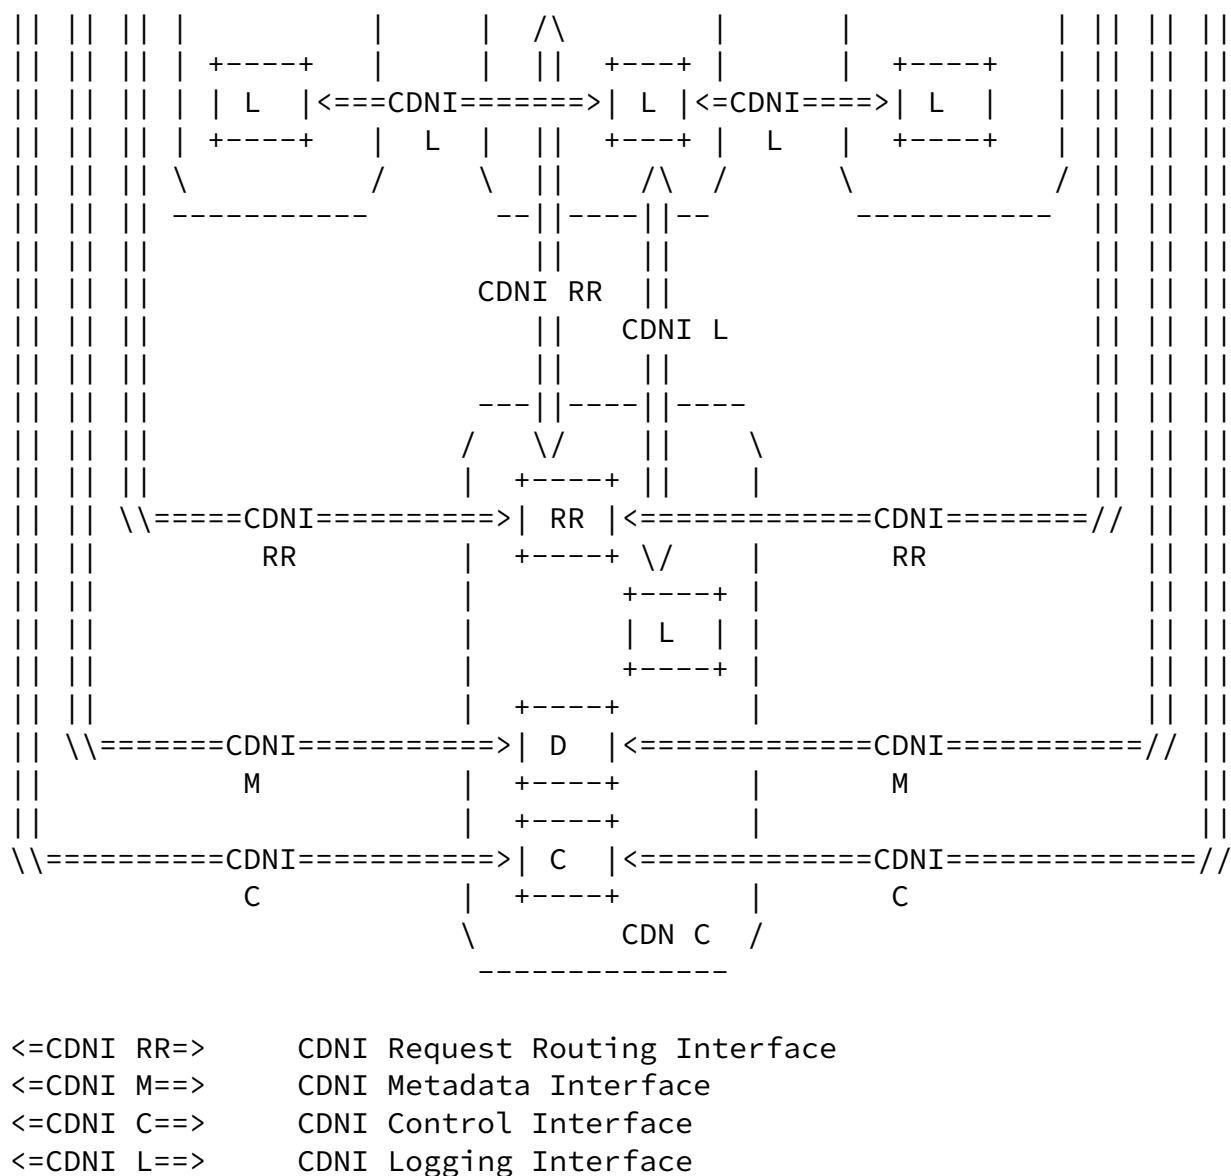 || || || |           |     |  /\        |      |           | || || ||
|| || || | +----+   |     |  ||  +---+ |      |  +----+   | || || ||
|| || || | | L  |<===CDNI=======>| L |<=CDNI====>| L  |   | || || ||
|| || || | +----+   |  L  |  ||  +---+ |  L   |  +----+   | || || ||
|| || || \          /     \  ||    /\  /      \           / || || ||
|| || || -----------       --||----||--        -----------  || || ||
|| || ||                     ||    ||                       || || ||
|| || ||                  CDNI RR  ||                       || || ||
|| || ||                     ||   CDNI L                    || || ||
|| || ||                     ||    ||                       || || ||
|| || ||                  ---||----||----                   || || ||
|| || ||                 /   \/    ||    \                  || || ||
|| || ||                 |  +----+ ||    |                  || || ||
|| || \\=====CDNI==========>| RR |<=============CDNI========// || ||
|| ||         RR         |  +----+ \/    |       RR            || ||
|| ||                    |        +----+ |                     || ||
|| ||                    |        | L  | |                     || ||
|| ||                    |        +----+ |                     || ||
|| ||                    |  +----+       |                     || ||
|| \\=======CDNI===========>| D  |<=============CDNI===========// ||
||           M           |  +----+       |       M                ||
||                       |  +----+       |                        ||
\\==========CDNI===========>| C  |<=============CDNI==============//
             C           |  +----+       |       C
                         \        CDN C  /
                          --------------
<=CDNI RR=>     CDNI Request Routing Interface
<=CDNI M==>     CDNI Metadata Interface
<=CDNI C==>     CDNI Control Interface
<=CDNI L==>     CDNI Logging Interface